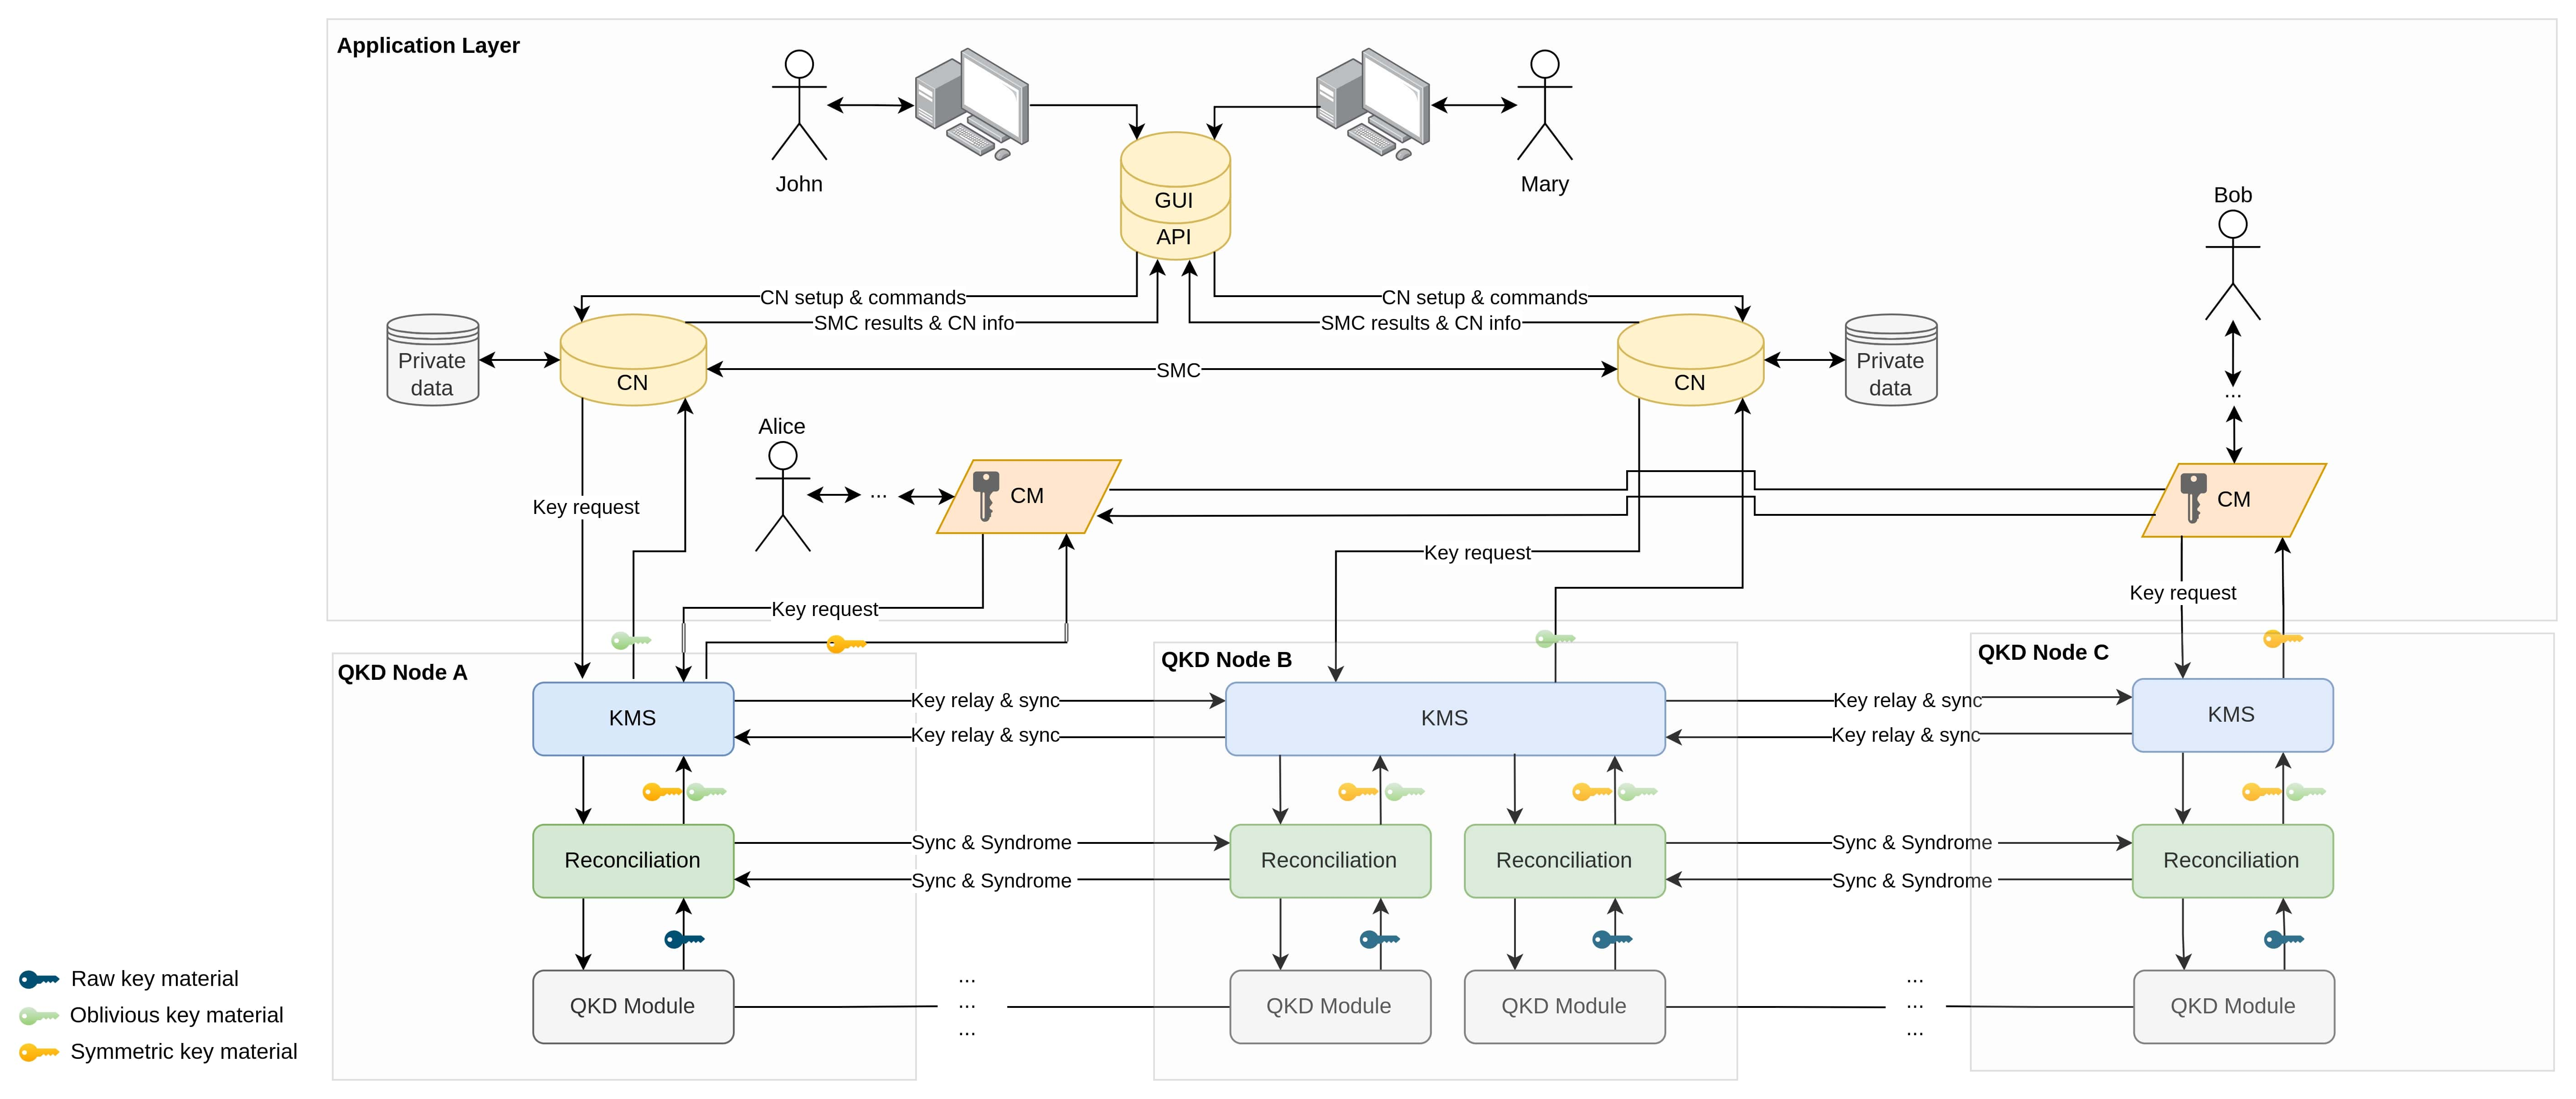 Application Layer
John
Mary
GUI
API
Bob
CN setup & commands
CN setup & commands
SMC results & CN info
SMC results & CN info
Private
data
CN
SMC
CN
Private
data
...
Alice
...
CM
CM
Key request
Key request
Key request
Key request
QKD Node A
QKD Node B
QKD Node C
KMS
Key relay & sync
Key relay & sync
KMS
Key relay & sync
Key relay & sync
KMS
Reconciliation
Sync & Syndrome
Sync & Syndrome
Reconciliation
Reconciliation
Sync & Syndrome
Sync & Syndrome
Reconciliation
QKD Module
...
...
...
QKD Module
QKD Module
...
...
...
QKD Module
Raw key material
Oblivious key material
Symmetric key material